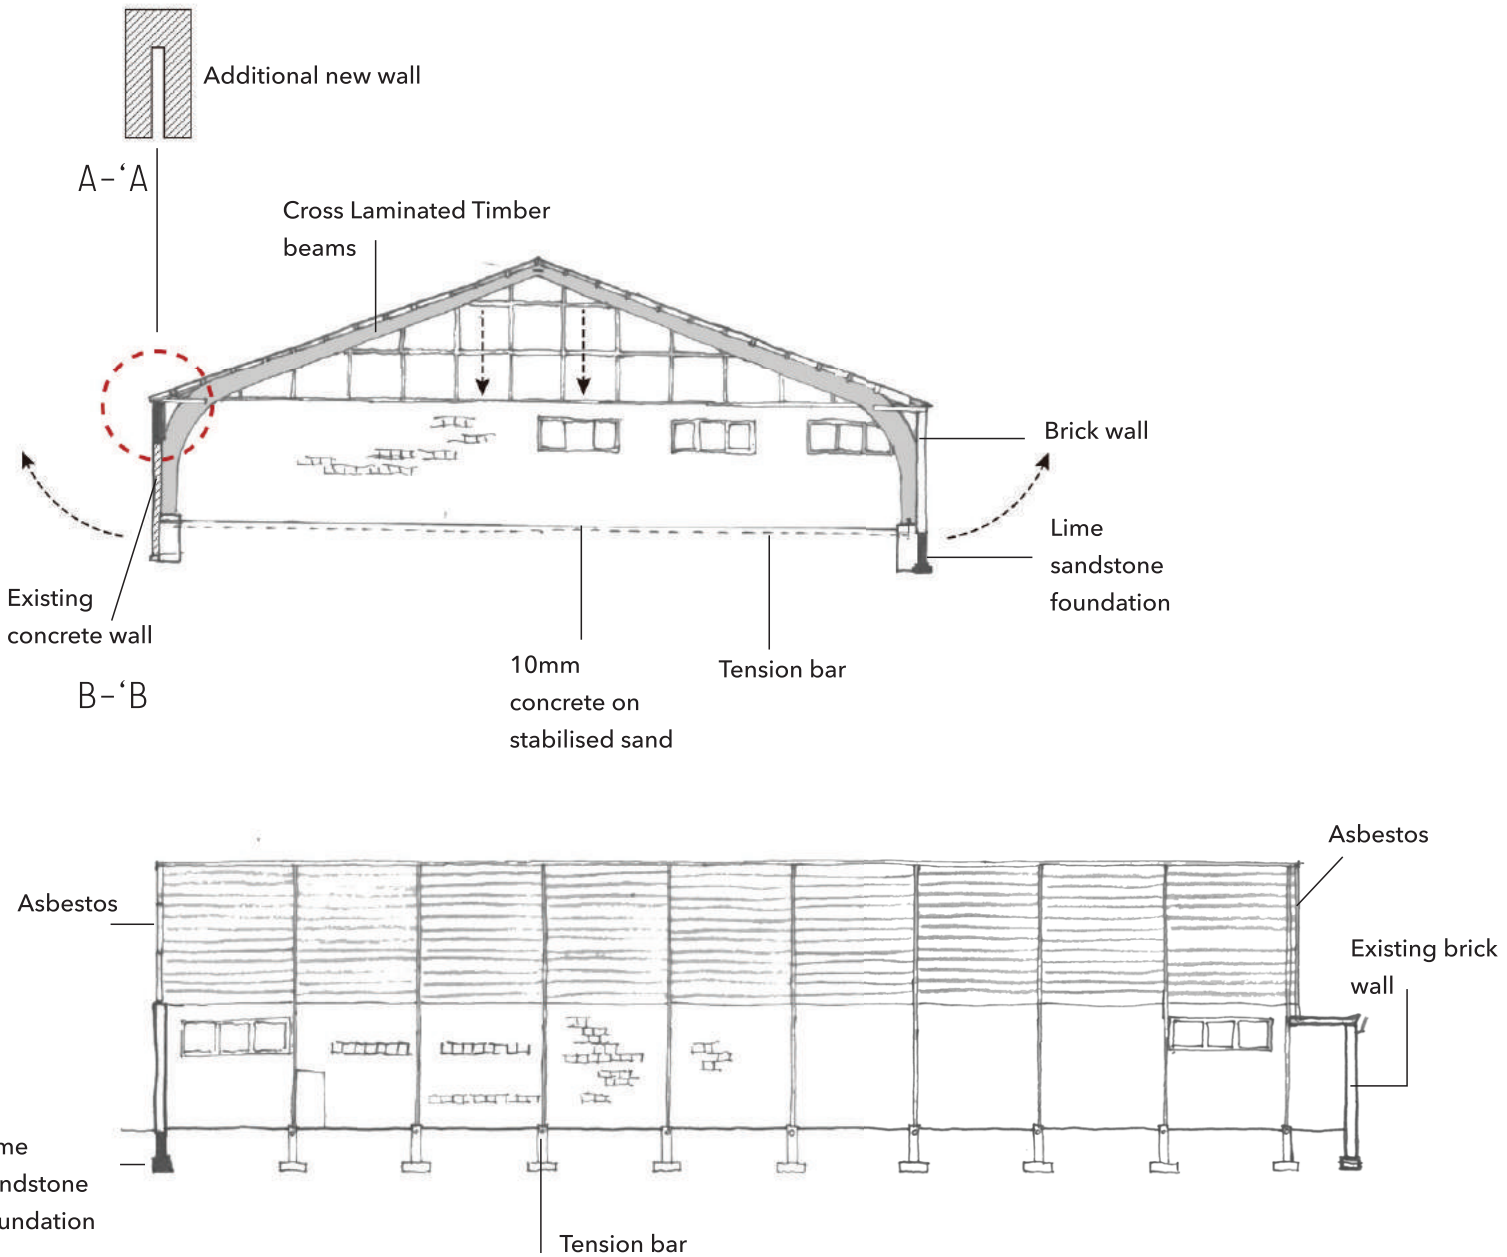 Additional new wall
A-‘A
Cross Laminated Timber
beams
Brick wall
Lime
sandstone
foundation
Existing
concrete wall
10mm
concrete on
stabilised sand
Tension bar
B-‘B
Asbestos
Asbestos
Existing brick
wall
me
ndstone
undation
Tension bar